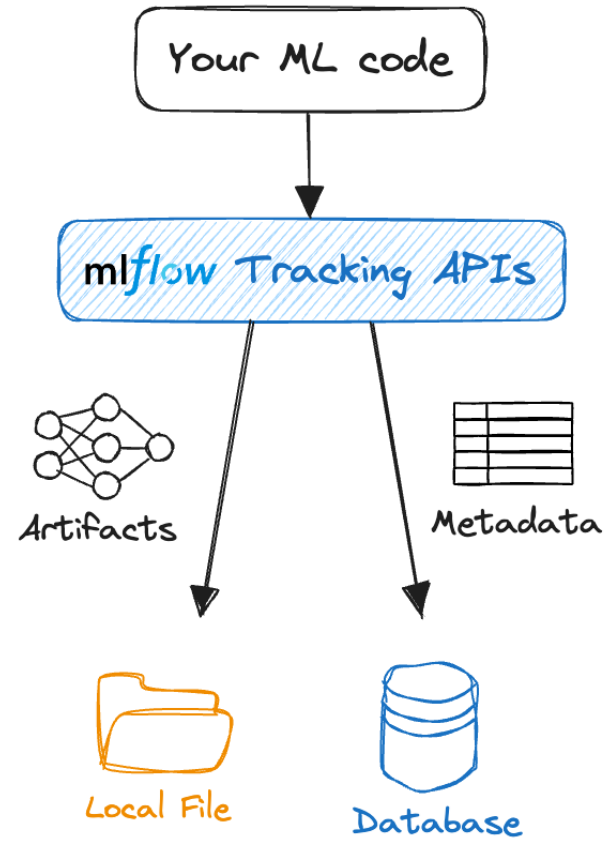 Your ML code
mlflow Tracking APIs
Artifacts
Metadata
Local File
Database